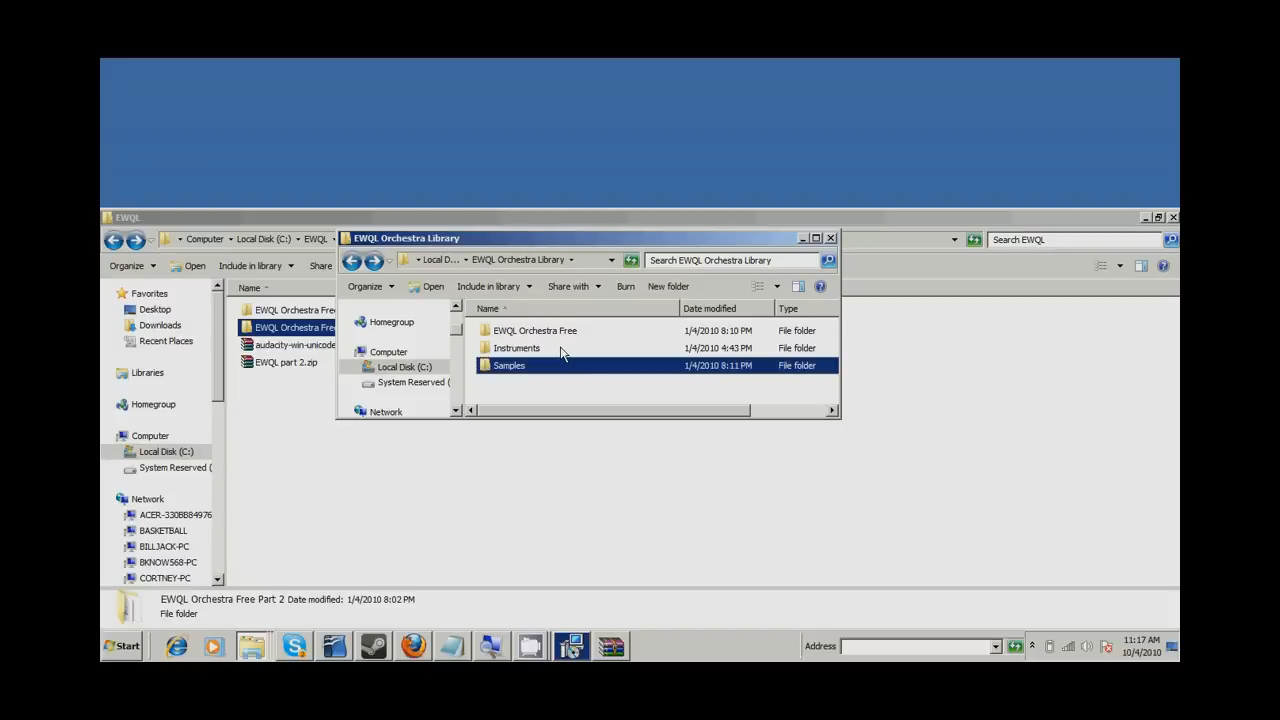 EWQL
Computer Local Disk (C:) EWQL
Search EWQL
Organize Open Include in library Share
Name
Favorites
Desktop
Downloads
Recent Places
Libraries
Homegroup
Computer
Local Disk (C:)
System Reserved (
Network
ACER-330BB84976
BASKETBALL
BILLJACK-PC
BKNOW568-PC
CORTNEY-PC
EWQL Orchestra Free
EWQL Orchestra Free
audacity-win-unicode
EWQL part 2.zip
EWQL Orchestra Library
Local D... EWQL Orchestra Library
Search EWQL Orchestra Library
Organize Open Include in library Share with Burn New folder
Homegroup
Computer
Local Disk (C:)
System Reserved (
Network
Name Date modified Type
EWQL Orchestra Free 1/4/2010 8:10 PM File folder
Instruments 1/4/2010 4:43 PM File folder
Samples 1/4/2010 8:11 PM File folder
EWQL Orchestra Free Part 2 Date modified: 1/4/2010 8:02 PM
File folder
Start
Address
11:17 AM
10/4/2010